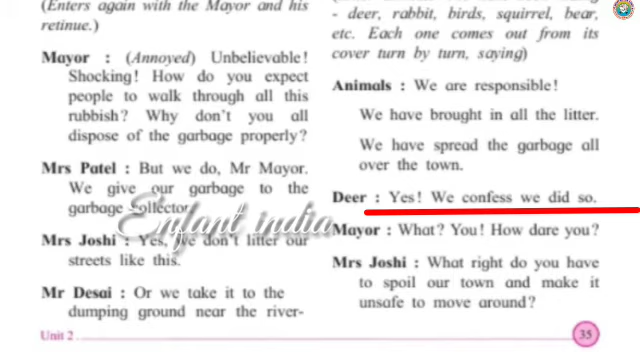 (Enters again with the Mayor and his
retinue.)
Mayor : (Annoyed) Unbelievable!
Shocking! How do you expect
people to walk through all this
rubbish? Why don't you all
dispose of the garbage properly?
Mrs Patel : But we do, Mr Mayor.
We give our garbage to the
garbage collector.
Mrs Joshi : Yes, we don't litter our
streets like this.
Mr Desai : Or we take it to the
dumping ground near the river-
- deer, rabbit, birds, squirrel, bear,
etc. Each one comes out from its
cover turn by turn, saying)
Animals : We are responsible!
We have brought in all the litter.
We have spread the garbage all
over the town.
Deer : Yes! We confess we did so.
Mayor : What? You! How dare you?
Mrs Joshi : What right do you have
to spoil our town and make it
unsafe to move around?
Unit 2
35
Enfant india